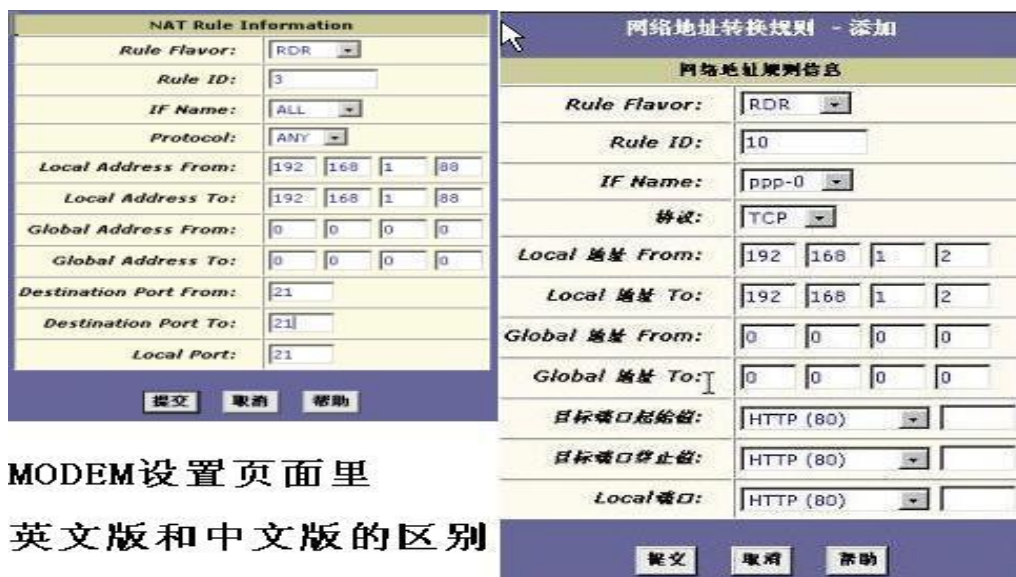 NAT Rule Information
Rule Flavor: RDR
Rule ID: 3
IF Name: ALL
Protocol: ANY
Local Address From: 192 168 1 88
Local Address To: 192 168 1 88
Global Address From: 0 0 0 0
Global Address To: 0 0 0 0
Destination Port From: 21
Destination Port To: 21
Local Port: 21
提交 取消 帮助
MODEM设置页面里
英文版和中文版的区别
网络地址转换规则 - 添加
网络地址规则信息
Rule Flavor: RDR
Rule ID: 10
IF Name: ppp-0
协议: TCP
Local 地址 From: 192 168 1 2
Local 地址 To: 192 168 1 2
Global 地址 From: 0 0 0 0
Global 地址 To: 0 0 0 0
目标端口起始值: HTTP (80)
目标端口终止值: HTTP (80)
Local端口: HTTP (80)
提交 取消 帮助